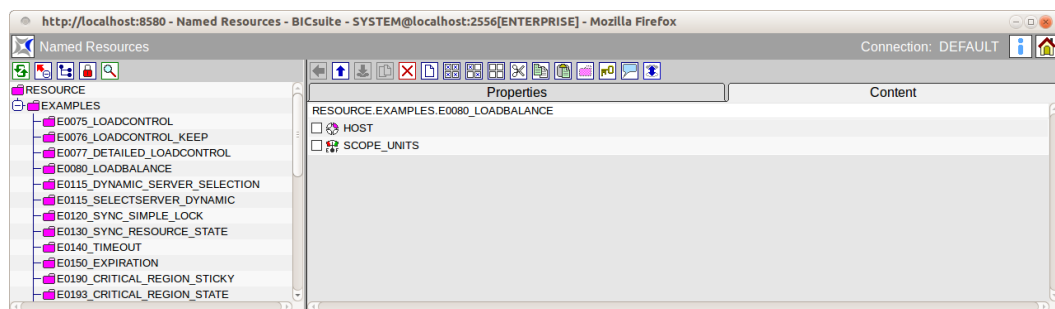 http://localhost:8580 - Named Resources - BICsuite - SYSTEM@localhost:2556[ENTERPRISE] - Mozilla Firefox
Named Resources
Connection: DEFAULT
RESOURCE
EXAMPLES
E0075_LOADCONTROL
E0076_LOADCONTROL_KEEP
E0077_DETAILED_LOADCONTROL
E0080_LOADBALANCE
E0115_DYNAMIC_SERVER_SELECTION
E0115_SELECTSERVER_DYNAMIC
E0120_SYNC_SIMPLE_LOCK
E0130_SYNC_RESOURCE_STATE
E0140_TIMEOUT
E0150_EXPIRATION
E0190_CRITICAL_REGION_STICKY
E0193_CRITICAL_REGION_STATE
Properties
Content
RESOURCE.EXAMPLES.E0080_LOADBALANCE
HOST
SCOPE_UNITS